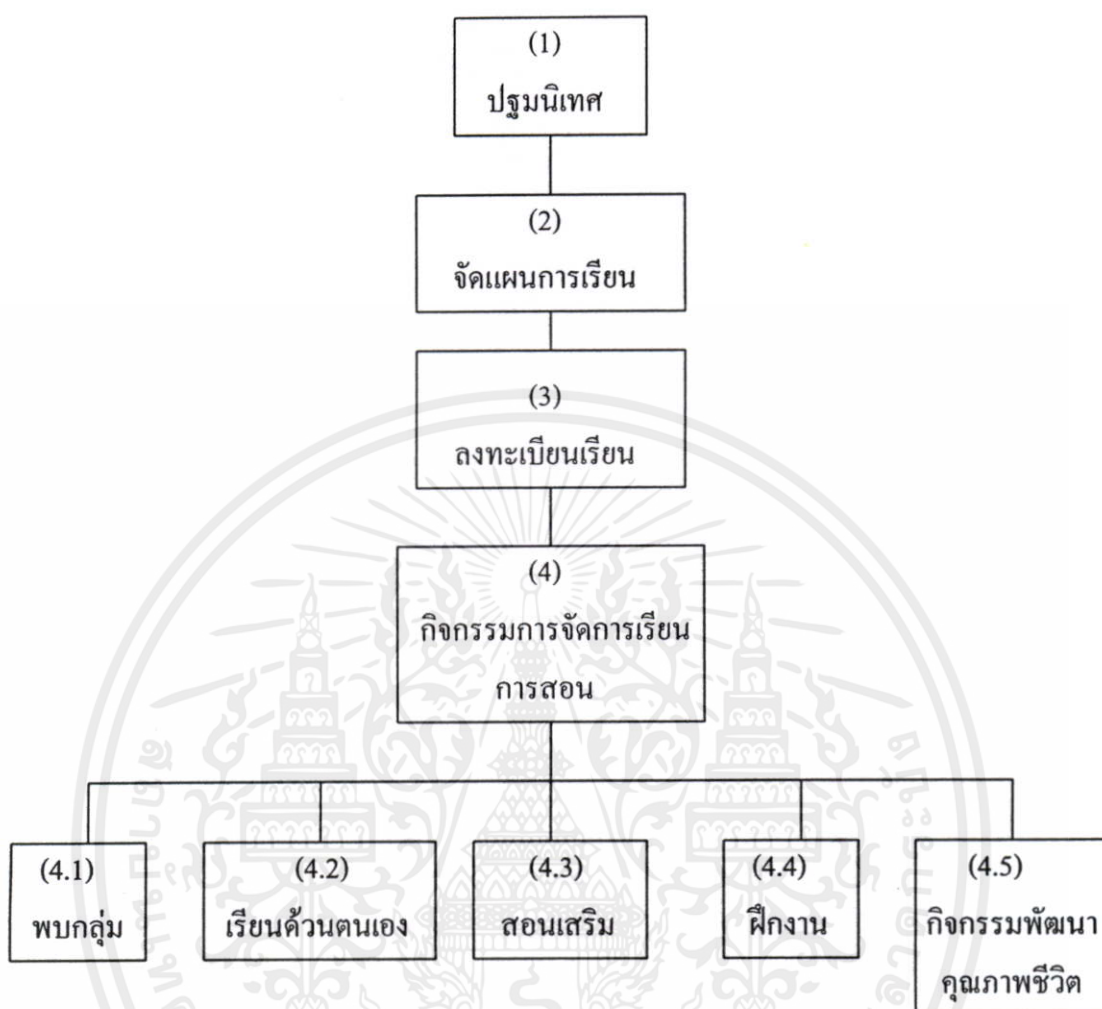 (1)
ปฐมนิเทศ
(2)
จัดแผนการเรียน
(3)
ลงทะเบียนเรียน
(4)
กิจกรรมการจัดการเรียน
การสอน
(4.1)
พบกลุ่ม
(4.2)
เรียนค้วนตนเอง
(4.3)
สอนเสริม
(4.4)
ฝึกงาน
(4.5)
กิจกรรมพัฒนา
คุณภาพชีวิต